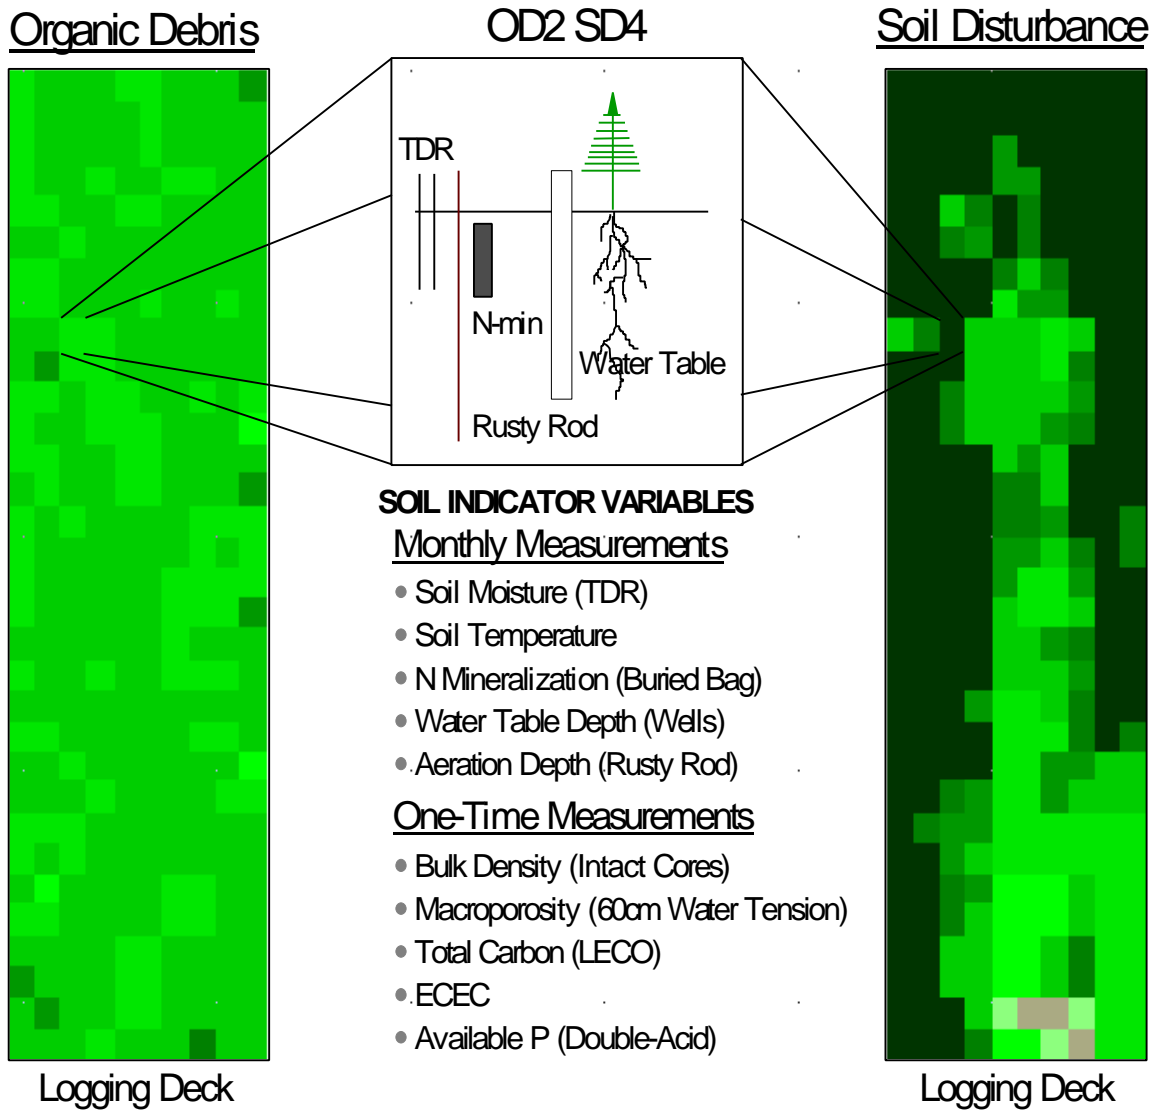 Organic Debris
OD2 SD4
Soil Disturbance
TDR
N-min
Water Table
Rusty Rod
SOIL INDICATOR VARIABLES
Monthly Measurements
• Soil Moisture (TDR)
• Soil Temperature
• N Mineralization (Buried Bag)
• Water Table Depth (Wells)
• Aeration Depth (Rusty Rod)
One-Time Measurements
• Bulk Density (Intact Cores)
• Macroporosity (60cm Water Tension)
• Total Carbon (LECO)
• ECEC
• Available P (Double-Acid)
Logging Deck
Logging Deck